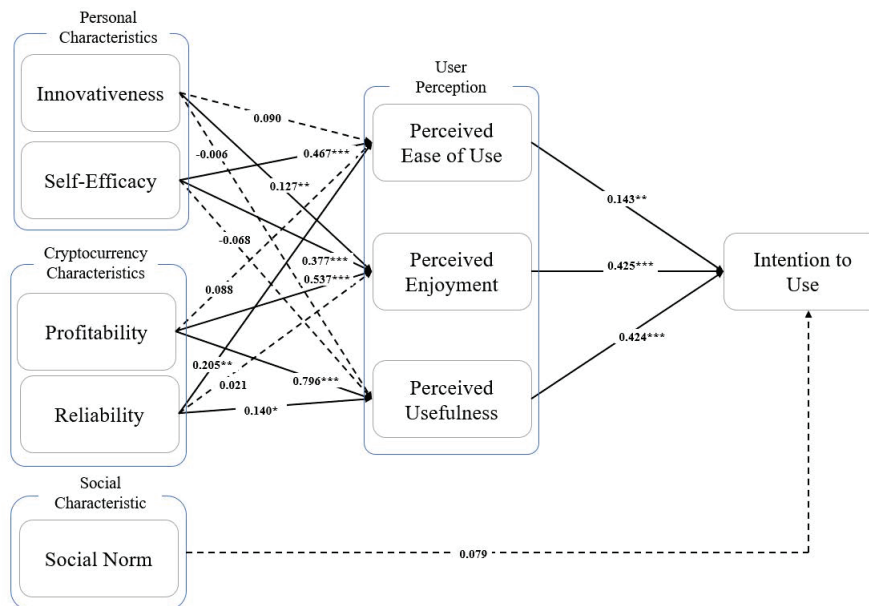 Personal
Characteristics
Innovativeness
Self-Efficacy
Cryptocurrency
Characteristics
Profitability
Reliability
Social
Characteristic
Social Norm
0.090
-0.006
0.467***
0.127**
-0.068
0.377***
0.537***
0.088
0.205**
0.021
0.796***
0.140*
User
Perception
Perceived
Ease of Use
Perceived
Enjoyment
Perceived
Usefulness
0.143**
0.425***
0.424***
0.079
Intention to
Use